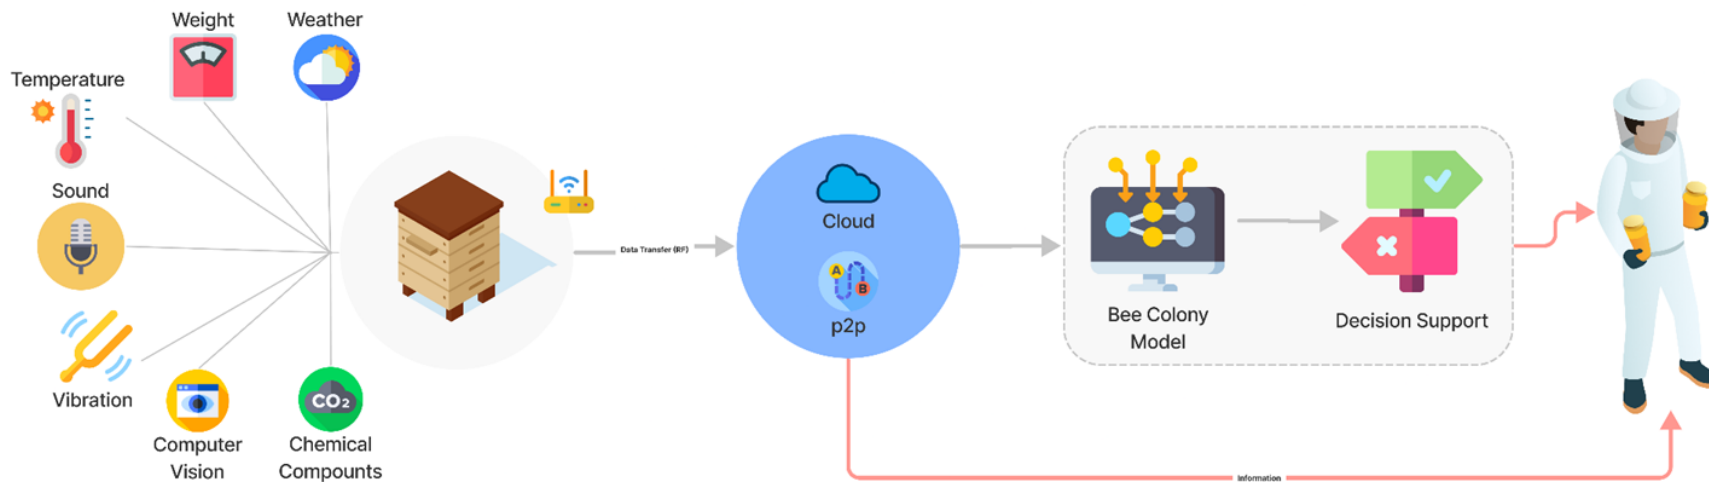 Weight
Weather
Temperature
Sound
Vibration
Computer
Vision
CO₂
Chemical
Compounts
Data Transfer (RF)
Cloud
A
B
p2p
Bee Colony
Model
Decision Support
Information